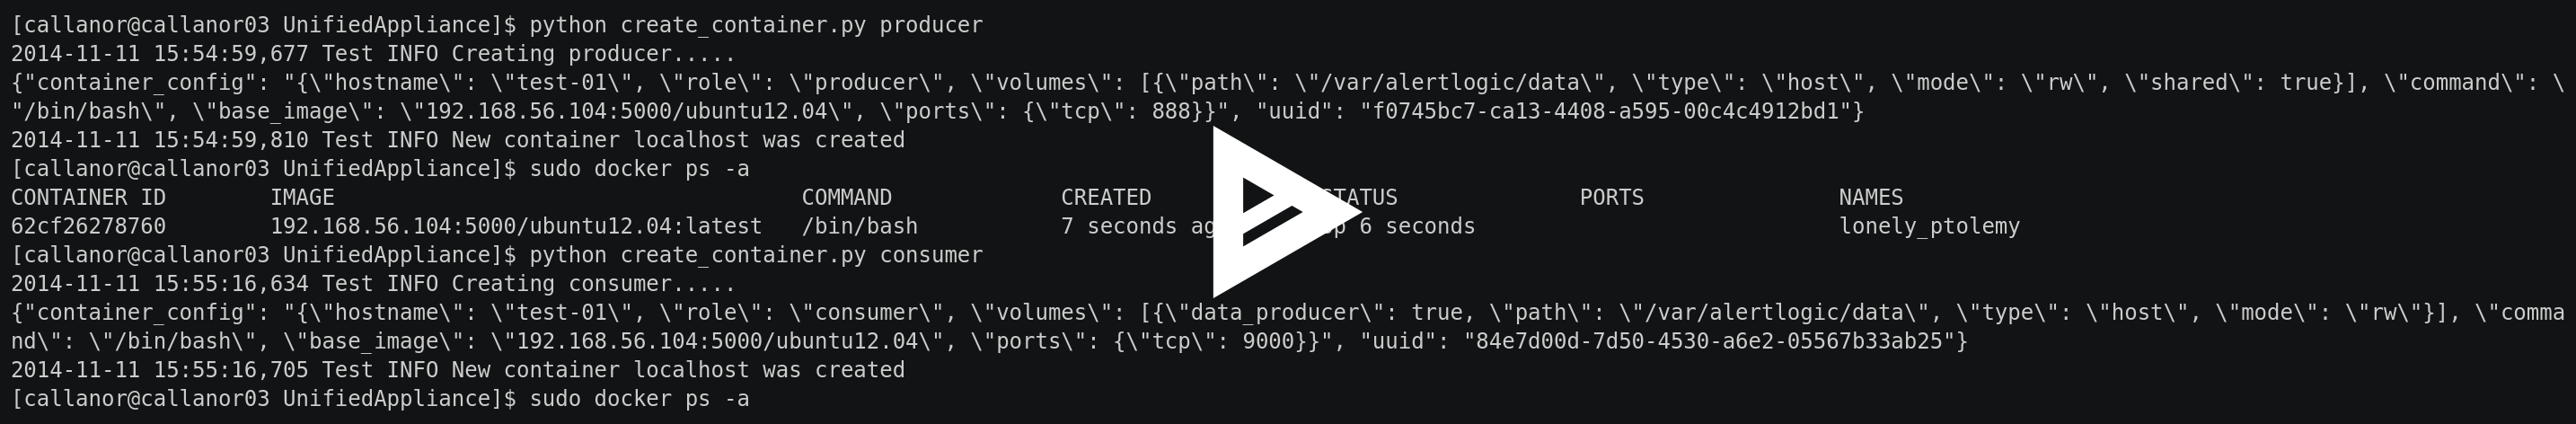 [callanor@callanor03 UnifiedAppliance]$ python create_container.py producer
2014-11-11 15:54:59,677 Test INFO Creating producer.....
{"container_config": "{\"hostname\": \"test-01\", \"role\": \"producer\", \"volumes\": [{\"path\": \"/var/alertlogic/data\", \"type\": \"host\", \"mode\": \"rw\", \"shared\": true}], \"command\": \
"/bin/bash\", \"base_image\": \"192.168.56.104:5000/ubuntu12.04\", \"ports\": {\"tcp\": 888}}", "uuid": "f0745bc7-ca13-4408-a595-00c4c4912bd1"}
2014-11-11 15:54:59,810 Test INFO New container localhost was created
[callanor@callanor03 UnifiedAppliance]$ sudo docker ps -a
CONTAINER ID        IMAGE                                    COMMAND             CREATED             STATUS              PORTS               NAMES
62cf26278760        192.168.56.104:5000/ubuntu12.04:latest   /bin/bash           7 seconds ago       Up 6 seconds                            lonely_ptolemy
[callanor@callanor03 UnifiedAppliance]$ python create_container.py consumer
2014-11-11 15:55:16,634 Test INFO Creating consumer.....
{"container_config": "{\"hostname\": \"test-01\", \"role\": \"consumer\", \"volumes\": [{\"data_producer\": true, \"path\": \"/var/alertlogic/data\", \"type\": \"host\", \"mode\": \"rw\"}], \"comma
nd\": \"/bin/bash\", \"base_image\": \"192.168.56.104:5000/ubuntu12.04\", \"ports\": {\"tcp\": 9000}}", "uuid": "84e7d00d-7d50-4530-a6e2-05567b33ab25"}
2014-11-11 15:55:16,705 Test INFO New container localhost was created
[callanor@callanor03 UnifiedAppliance]$ sudo docker ps -a